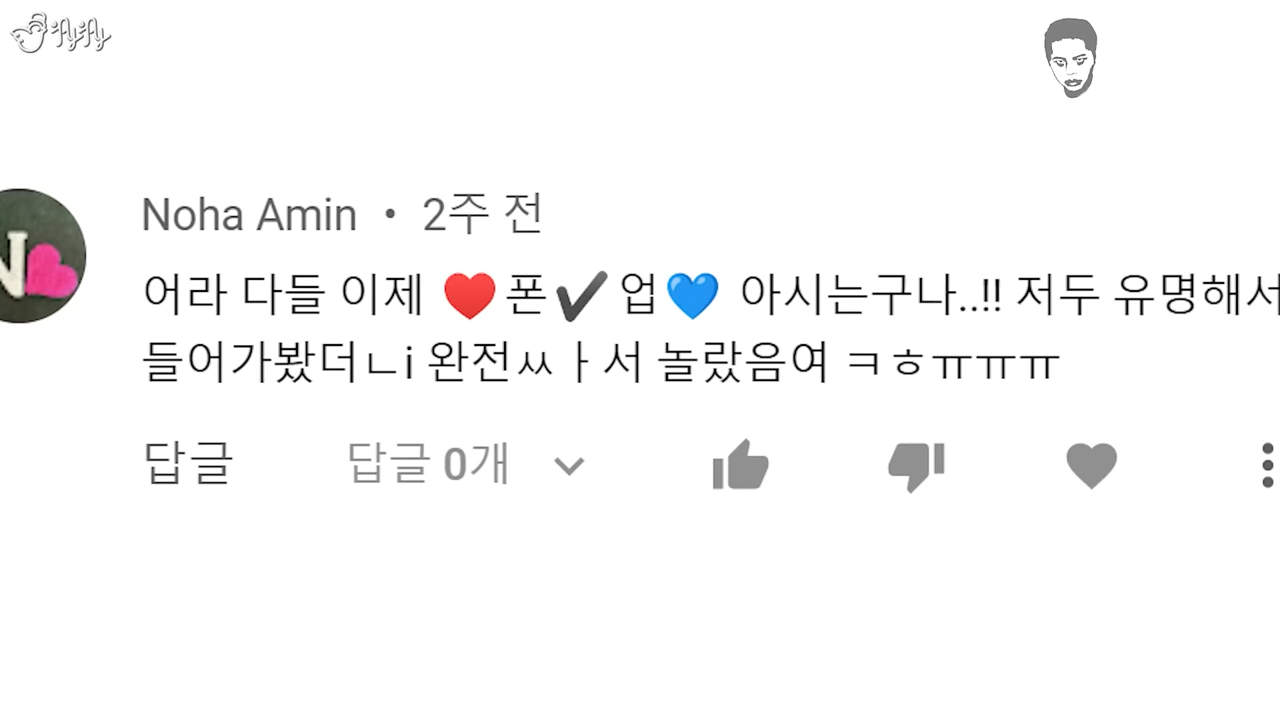 Noha Amin • 2주 전
어라 다들 이제 ♥️폰✔️업💙 아시는구나..!! 저두 유명해서
들어가봤더ㄴi 완전ㅆㅏ서 놀랐음여 ㅋㅎㅠㅠㅠ
답글 답글 0개